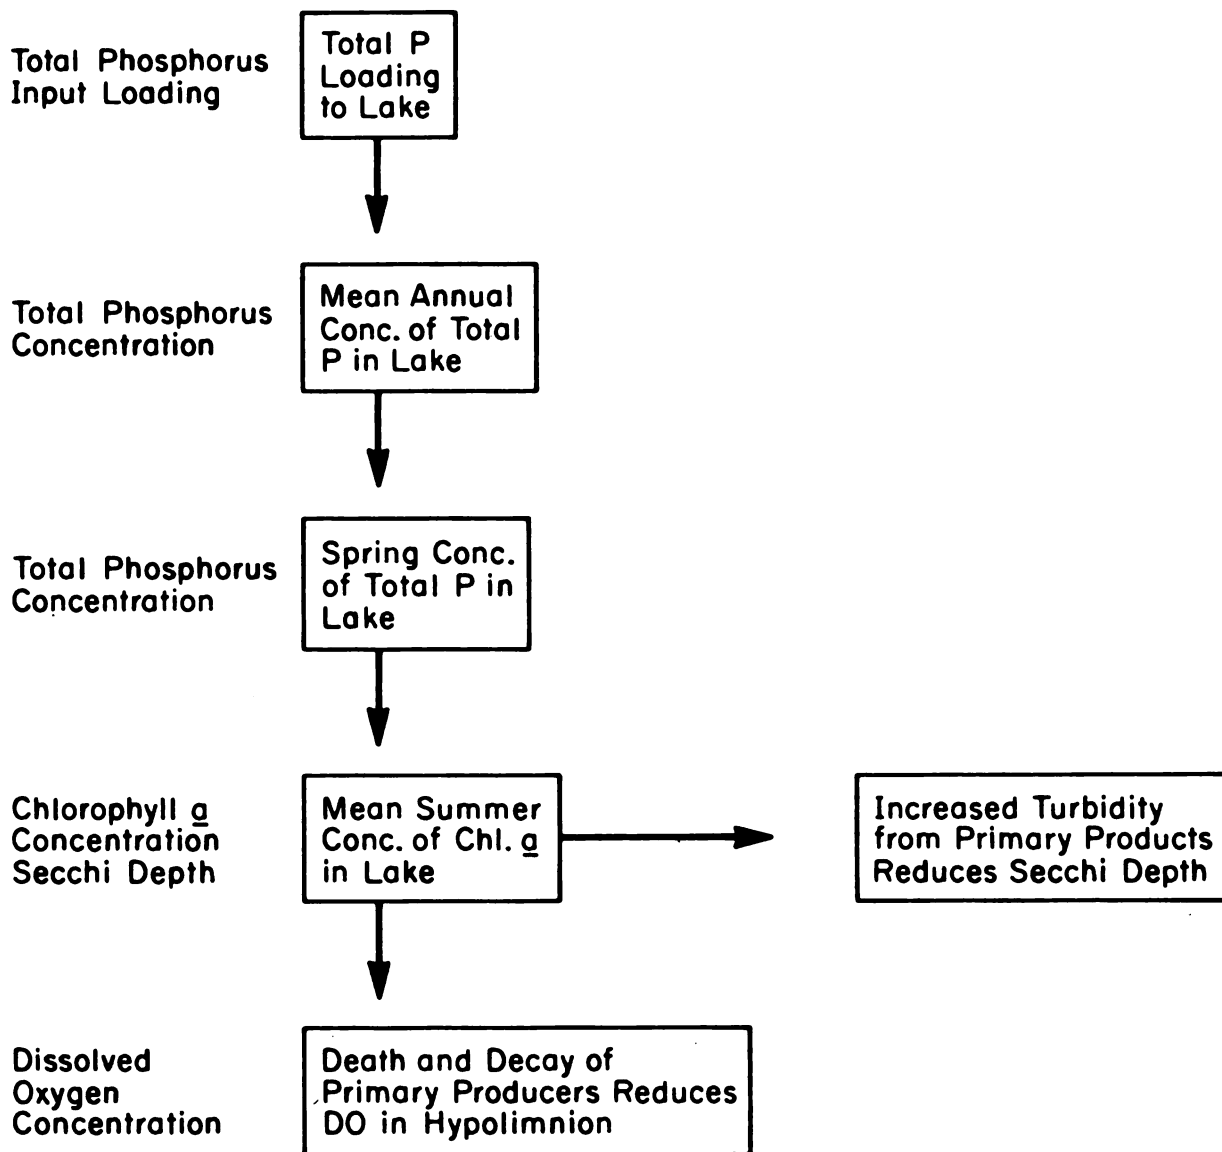 Total Phosphorus
Input Loading
Total P
Loading
to Lake
Total Phosphorus
Concentration
Mean Annual
Conc. of Total
P in Lake
Total Phosphorus
Concentration
Spring Conc.
of Total P in
Lake
Chlorophyll a
Concentration
Secchi Depth
Mean Summer
Conc. of Chl. a
in Lake
Increased Turbidity
from Primary Products
Reduces Secchi Depth
Dissolved
Oxygen
Concentration
Death and Decay of
Primary Producers Reduces
DO in Hypolimnion